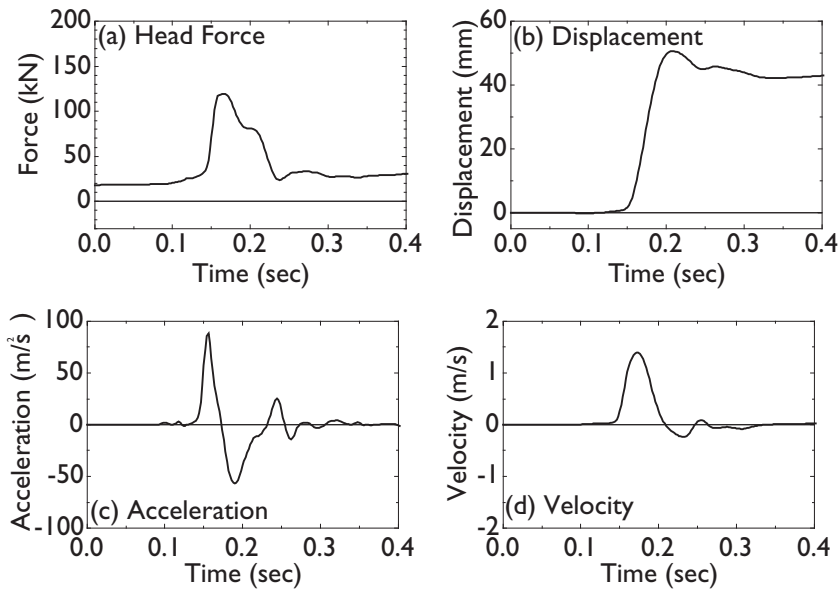 (a) Head Force
Force (kN)
200
150
100
50
0
0.0 0.1 0.2 0.3 0.4
Time (sec)
(b) Displacement
Displacement (mm)
60
40
20
0
0.0 0.1 0.2 0.3 0.4
Time (sec)
Acceleration (m/s²)
100
50
0
-50
-100
(c) Acceleration
0.0 0.1 0.2 0.3 0.4
Time (sec)
Velocity (m/s)
2
1
0
-1
-2
(d) Velocity
0.0 0.1 0.2 0.3 0.4
Time (sec)